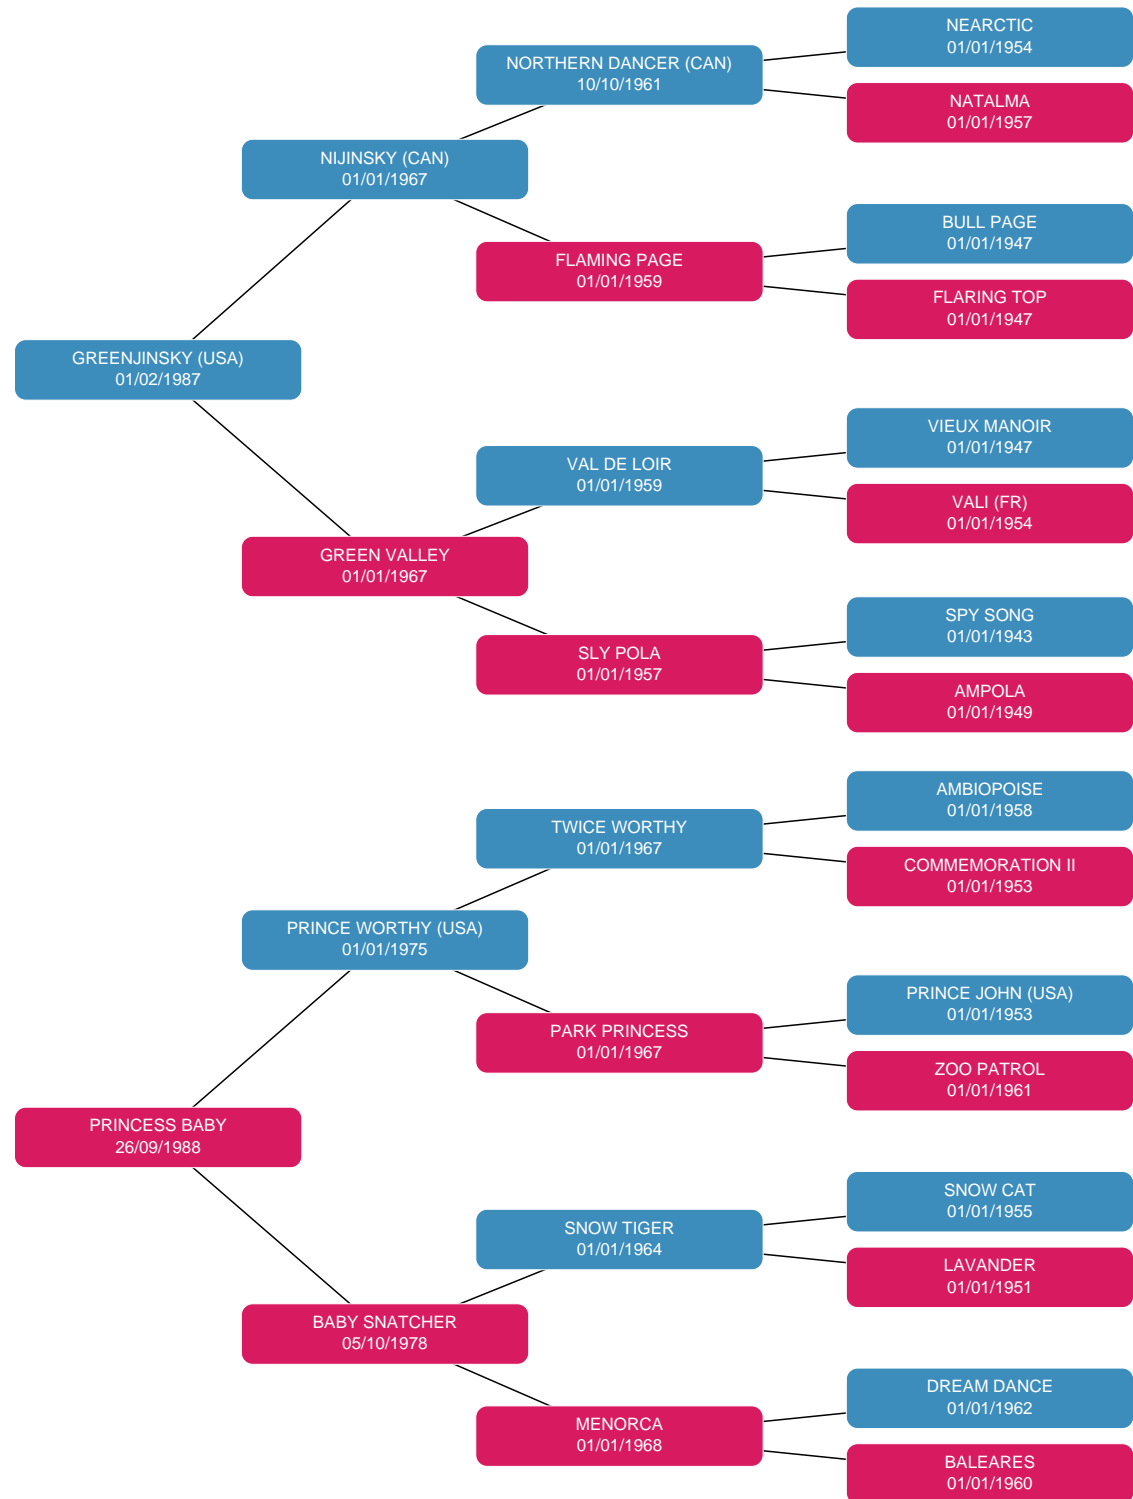 NEARCTIC
01/01/1954
NORTHERN DANCER (CAN)
10/10/1961
NATALMA
01/01/1957
NIJINSKY (CAN)
01/01/1967
BULL PAGE
01/01/1947
FLAMING PAGE
01/01/1959
FLARING TOP
01/01/1947
GREENJINSKY (USA)
01/02/1987
VIEUX MANOIR
01/01/1947
VAL DE LOIR
01/01/1959
VALI (FR)
01/01/1954
GREEN VALLEY
01/01/1967
SPY SONG
01/01/1943
SLY POLA
01/01/1957
AMPOLA
01/01/1949
AMBIOPOISE
01/01/1958
TWICE WORTHY
01/01/1967
COMMEMORATION II
01/01/1953
PRINCE WORTHY (USA)
01/01/1975
PRINCE JOHN (USA)
01/01/1953
PARK PRINCESS
01/01/1967
ZOO PATROL
01/01/1961
PRINCESS BABY
26/09/1988
SNOW CAT
01/01/1955
SNOW TIGER
01/01/1964
LAVANDER
01/01/1951
BABY SNATCHER
05/10/1978
DREAM DANCE
01/01/1962
MENORCA
01/01/1968
BALEARES
01/01/1960